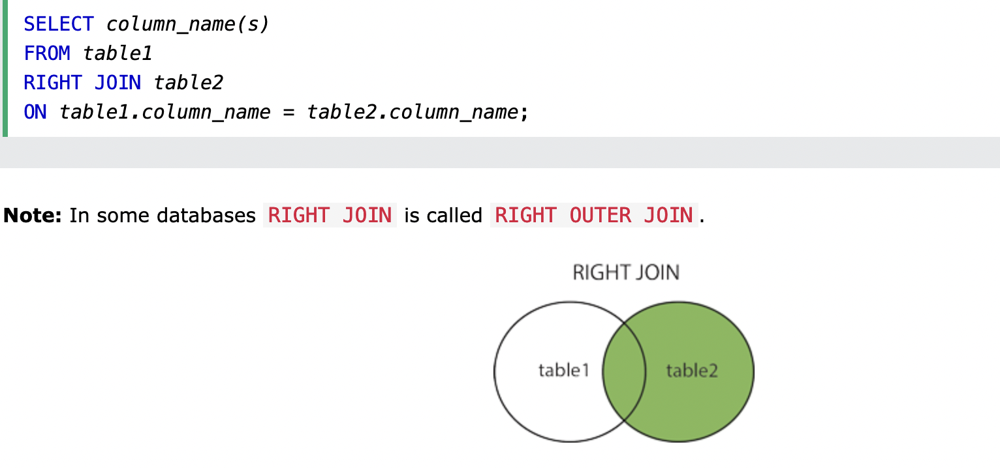 SELECT column_name(s)
FROM table1
RIGHT JOIN table2
ON table1.column_name = table2.column_name;
Note: In some databases RIGHT JOIN is called RIGHT OUTER JOIN.
RIGHT JOIN
table1 table2